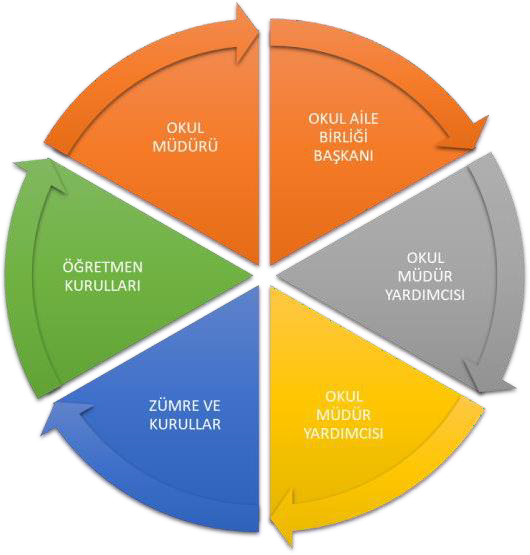 OKUL
MÜDÜRÜ
OKUL AİLE
BİRLİĞİ
BAŞKANI
OKUL
MÜDÜR
YARDIMCISI
OKUL
MÜDÜR
YARDIMCISI
ZÜMRE VE
KURULLAR
ÖĞRETMEN
KURULLARI